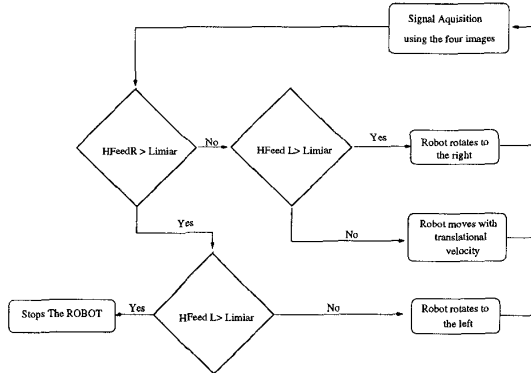 Signal Aquisition
using the four images
HFeedR > Limiar
No
HFeed L> Limiar
Yes
Robot rotates to
the right
Yes
No
Robot moves with
translational
velocity
Stops The ROBOT
Yes
HFeed L> Limiar
No
Robot rotates to
the left